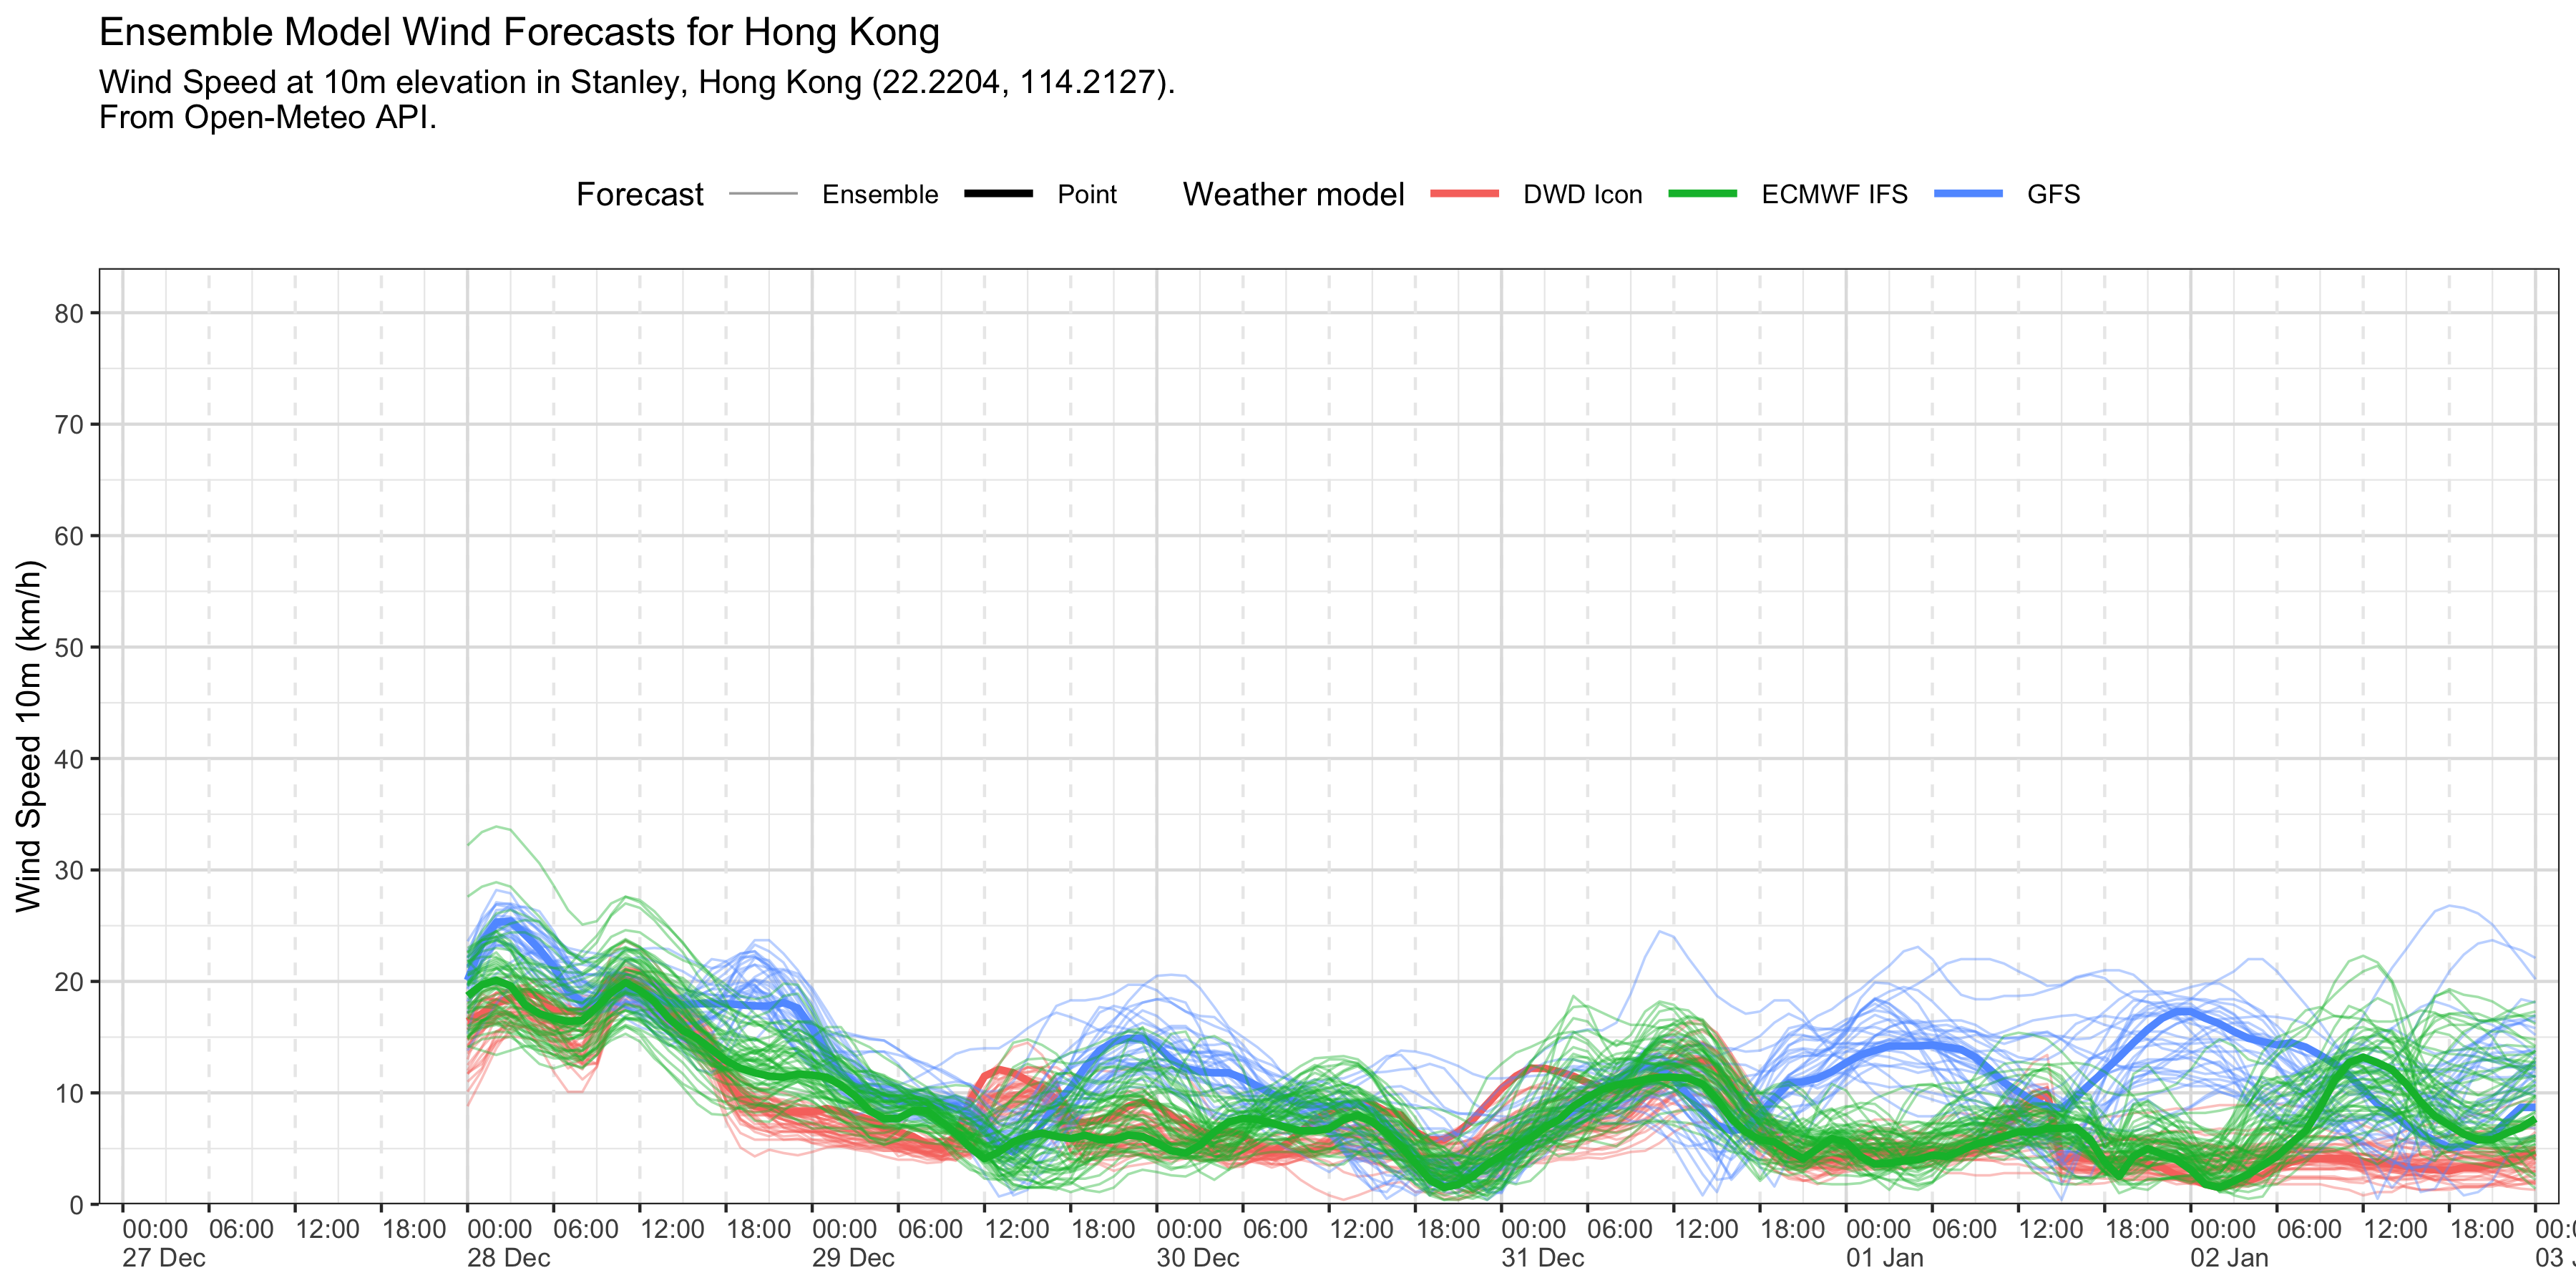 Ensemble Model Wind Forecasts for Hong Kong
Wind Speed at 10m elevation in Stanley, Hong Kong (22.2204, 114.2127).
From Open-Meteo API.
Forecast Ensemble Point Weather model DWD Icon ECMWF IFS GFS
Wind Speed 10m (km/h)
80
70
60
50
40
30
20
10
0
00:00 06:00 12:00 18:00 00:00 06:00 12:00 18:00 00:00 06:00 12:00 18:00 00:00 06:00 12:00 18:00 00:00 06:00 12:00 18:00 00:00 06:00 12:00 18:00 00:00 06:00 12:00 18:00
27 Dec 28 Dec 29 Dec 30 Dec 31 Dec 01 Jan 02 Jan 03